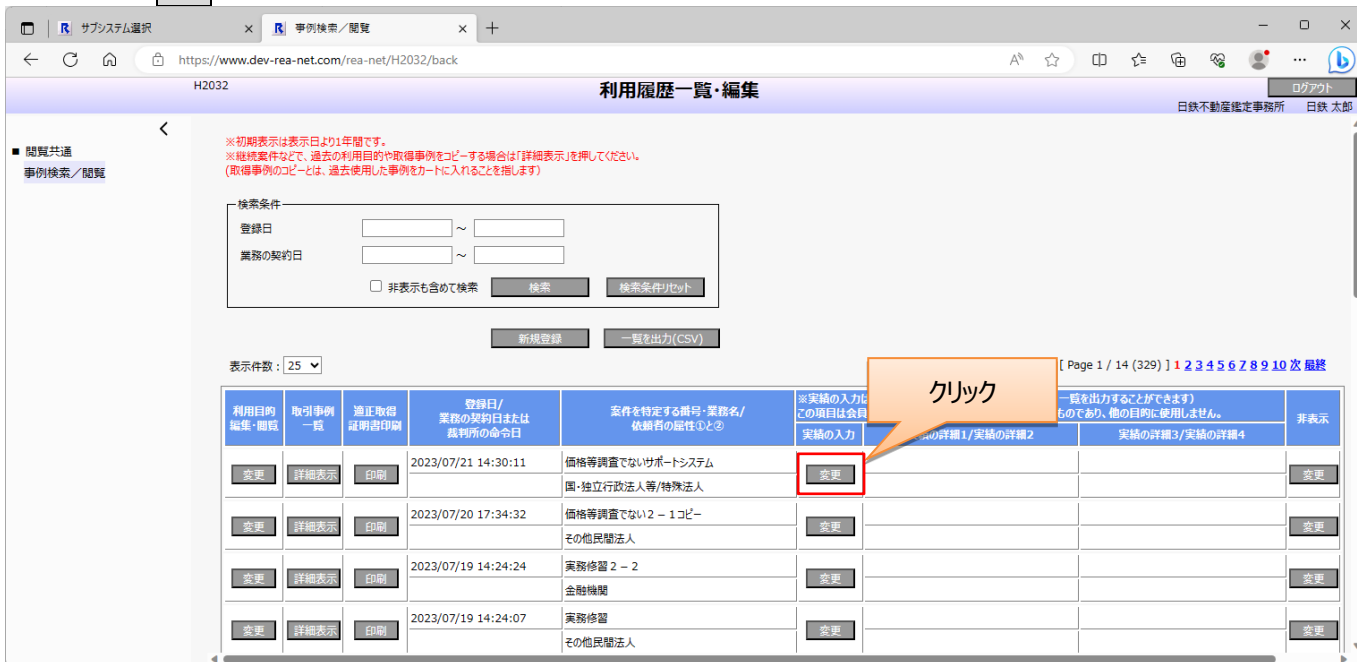 サブシステム選択
事例検索／閲覧
https://www.dev-rea-net.com/rea-net/H2032/back
H2032
利用履歴一覧・編集
ログアウト
日鉄不動産鑑定事務所 日鉄 太郎
■ 閲覧共通
事例検索／閲覧
※初期表示は表示日より1年間です。
※継続案件などで、過去の利用目的や取得事例をコピーする場合は「詳細表示」を押してください。
(取得事例のコピーとは、過去使用した事例をカートに入れることを指します)
検索条件
登録日 ～
業務の契約日 ～
非表示も含めて検索 検索 検索条件リセット
新規登録 一覧を出力(CSV)
表示件数： 25
[ Page 1 / 14 (329) ] 1 2 3 4 5 6 7 8 9 10 次 最終
クリック
利用目的編集・閲覧 取引事例一覧 適正取得証明書印刷 登録日/業務の契約日または裁判所の命令日 案件を特定する番号・業務名/依頼者の属性①と② 非表示
※実績の入力 一覧を出力することができます)
この項目は会員 ものであり、他の目的に使用しません。
実績の入力 実績の詳細1/実績の詳細2 実績の詳細3/実績の詳細4
変更 詳細表示 印刷 2023/07/21 14:30:11 価格等調査でないサポートシステム 変更 変更
国・独立行政法人等/特殊法人
変更 詳細表示 印刷 2023/07/20 17:34:32 価格等調査でない２－１コピー 変更 変更
その他民間法人
変更 詳細表示 印刷 2023/07/19 14:24:24 実務修習２－２ 変更 変更
金融機関
変更 詳細表示 印刷 2023/07/19 14:24:07 実務修習 変更 変更
その他民間法人